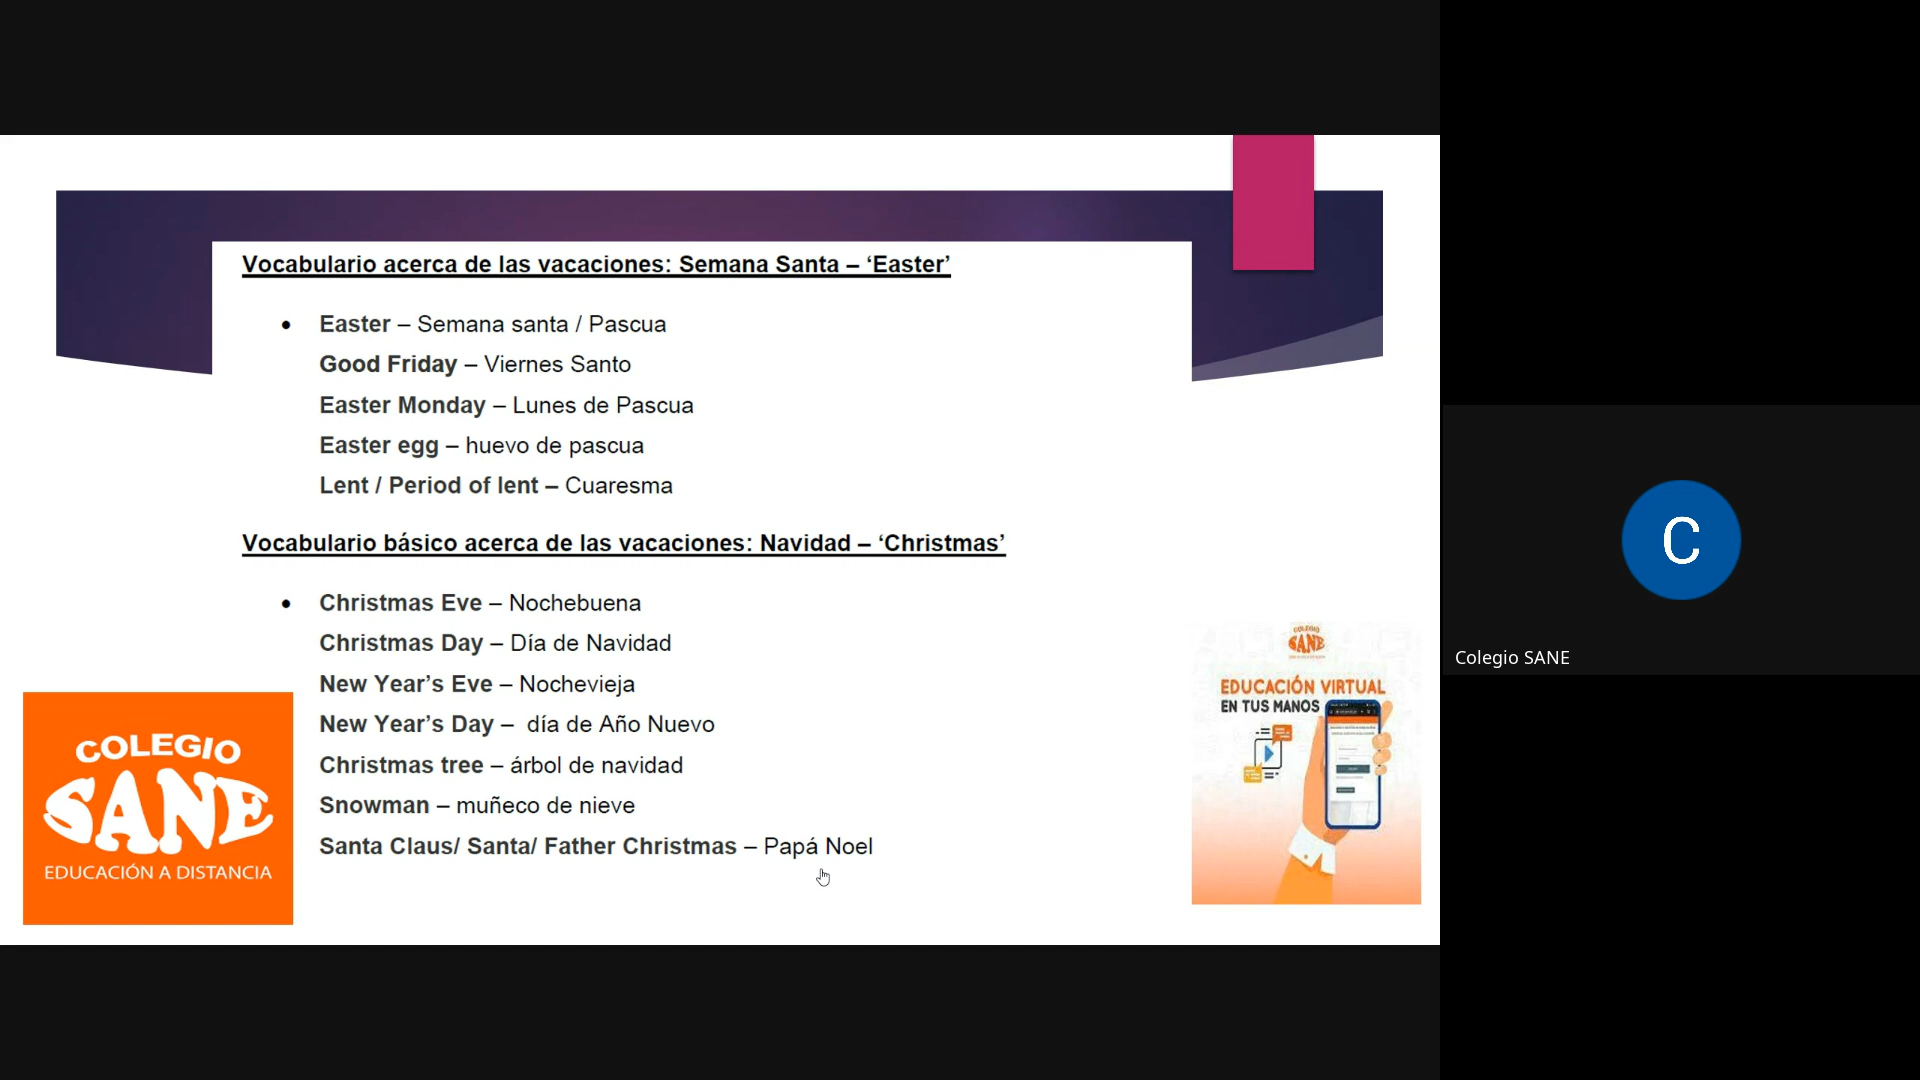 Vocabulario acerca de las vacaciones: Semana Santa – ‘Easter’
• Easter – Semana santa / Pascua
Good Friday – Viernes Santo
Easter Monday – Lunes de Pascua
Easter egg – huevo de pascua
Lent / Period of lent – Cuaresma
Vocabulario básico acerca de las vacaciones: Navidad – ‘Christmas’
• Christmas Eve – Nochebuena
Christmas Day – Día de Navidad
New Year’s Eve – Nochevieja
New Year’s Day –  día de Año Nuevo
Christmas tree – árbol de navidad
Snowman – muñeco de nieve
Santa Claus/ Santa/ Father Christmas – Papá Noel
COLEGIO
SANE
EDUCACIÓN A DISTANCIA
COLEGIO
SANE
EDUCACIÓN VIRTUAL
EN TUS MANOS
C
Colegio SANE